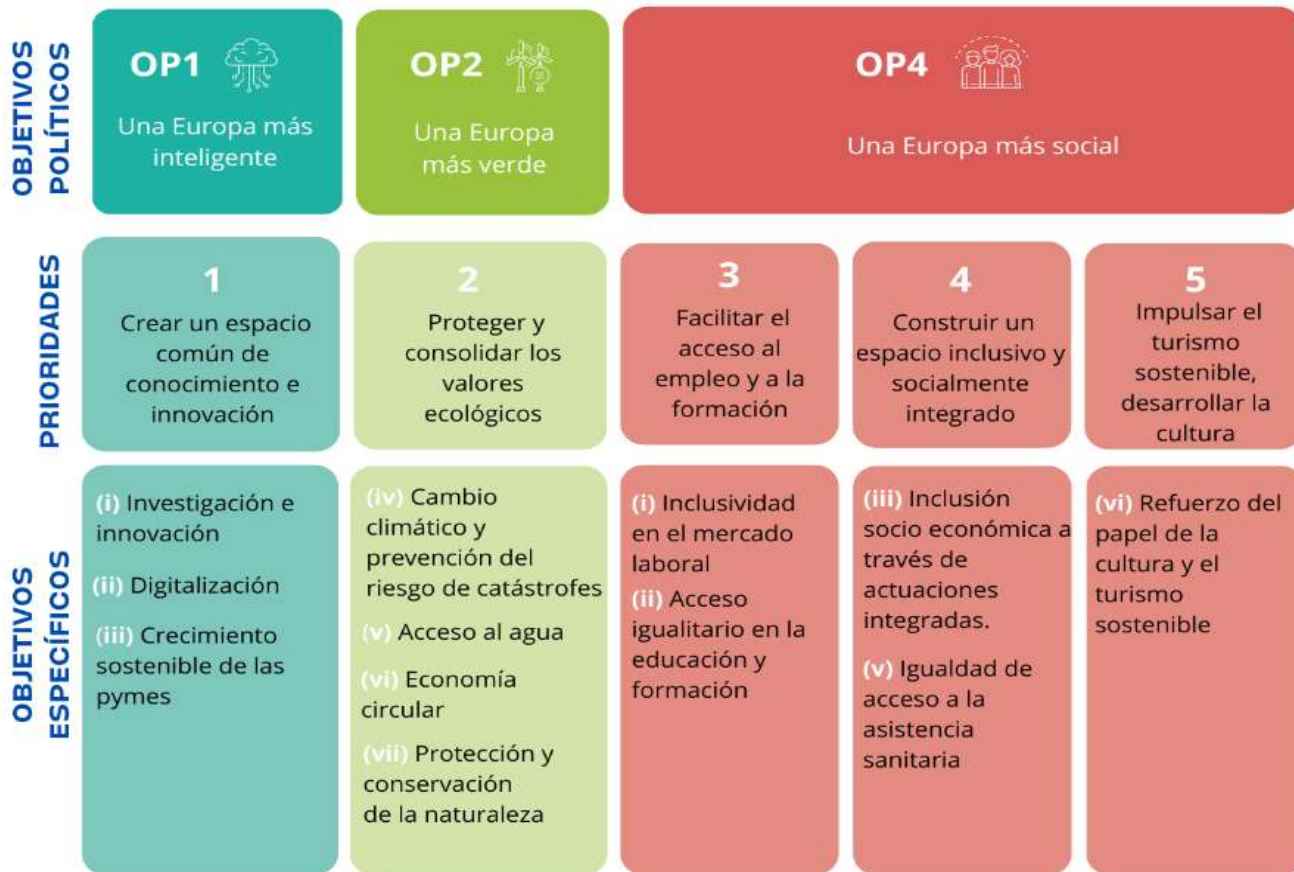 OBJETIVOS
POLÍTICOS
OP1
Una Europa más
inteligente
OP2
Una Europa
más verde
OP4
Una Europa más social
PRIORIDADES
1
Crear un espacio
común de
conocimiento e
innovación
2
Proteger y
consolidar los
valores
ecológicos
3
Facilitar el
acceso al
empleo y a la
formación
4
Construir un
espacio inclusivo y
socialmente
integrado
5
Impulsar el
turismo
sostenible,
desarrollar la
cultura
OBJETIVOS
ESPECÍFICOS
(i) Investigación e
innovación
(ii) Digitalización
(iii) Crecimiento
sostenible de las
pymes
(iv) Cambio
climático y
prevención del
riesgo de catástrofes
(v) Acceso al agua
(vi) Economía
circular
(vii) Protección y
conservación
de la naturaleza
(i) Inclusividad
en el mercado
laboral
(ii) Acceso
igualitario en la
educación y
formación
(iii) Inclusión
socio económica a
través de
actuaciones
integradas.
(v) Igualdad de
acceso a la
asistencia
sanitaria
(vi) Refuerzo del
papel de la
cultura y el
turismo
sostenible